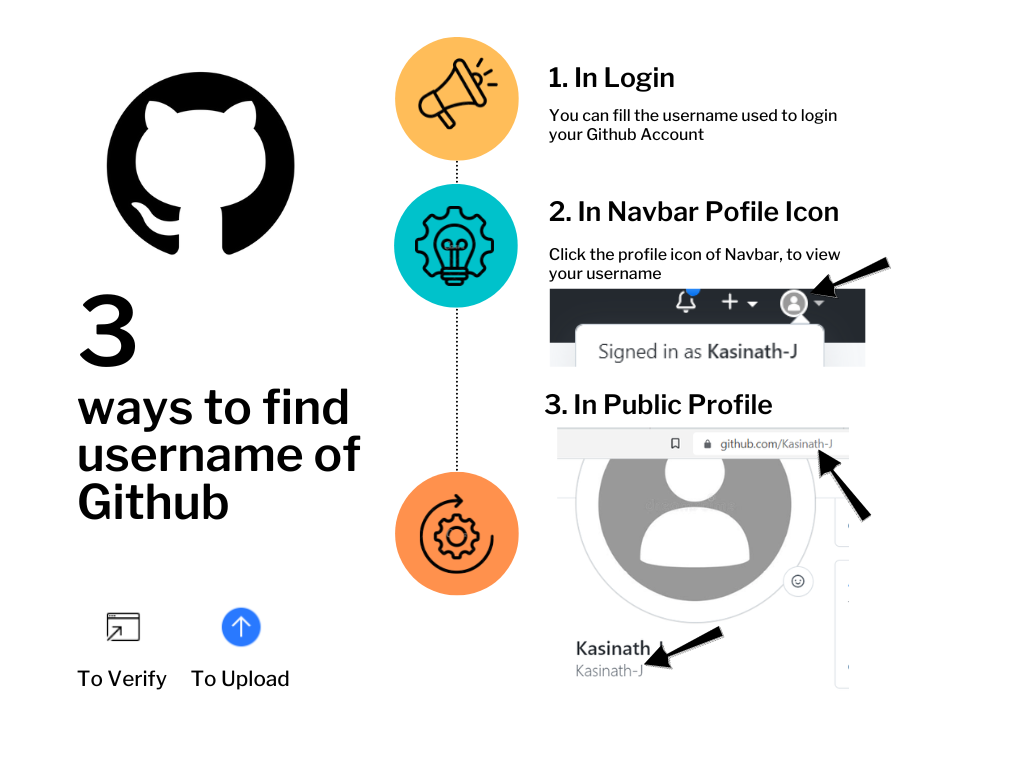 3
ways to find
username of
Github
To Verify
To Upload
1. In Login
You can fill the username used to login
your Github Account
2. In Navbar Pofile Icon
Click the profile icon of Navbar, to view
your username
Signed in as Kasinath-J
3. In Public Profile
github.com/Kasinath-J
Kasinath J
Kasinath-J